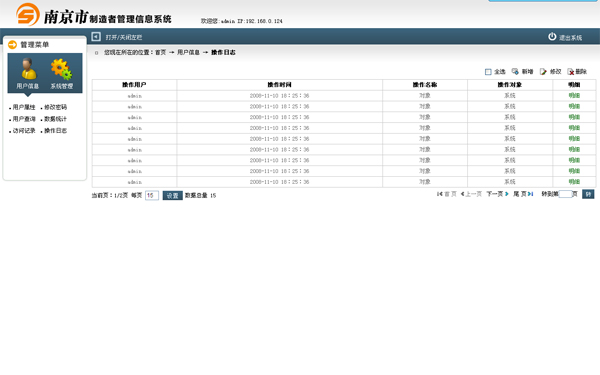 南京市制造者管理信息系统 欢迎您:admin IP:192.168.0.124
管理菜单 打开/关闭左栏 退出系统
您现在所在的位置：首页 → 用户信息 → 操作日志
用户信息 系统管理
• 用户属性 • 修改密码
• 用户查询 • 数据统计
• 访问记录 • 操作日志
全选 新增 修改 删除
操作用户 操作时间 操作名称 操作对象 明细
admin 2008-11-10 16：25：36 对象 系统 明细
admin 2008-11-10 16：25：36 对象 系统 明细
admin 2008-11-10 16：25：36 对象 系统 明细
admin 2008-11-10 16：25：36 对象 系统 明细
admin 2008-11-10 16：25：36 对象 系统 明细
admin 2008-11-10 16：25：36 对象 系统 明细
admin 2008-11-10 16：25：36 对象 系统 明细
admin 2008-11-10 16：25：36 对象 系统 明细
admin 2008-11-10 16：25：36 对象 系统 明细
当前页：1/2页 每页 15 设置 数据总量 15 首 页 上一页 下一页 尾 页 转到第 页 转